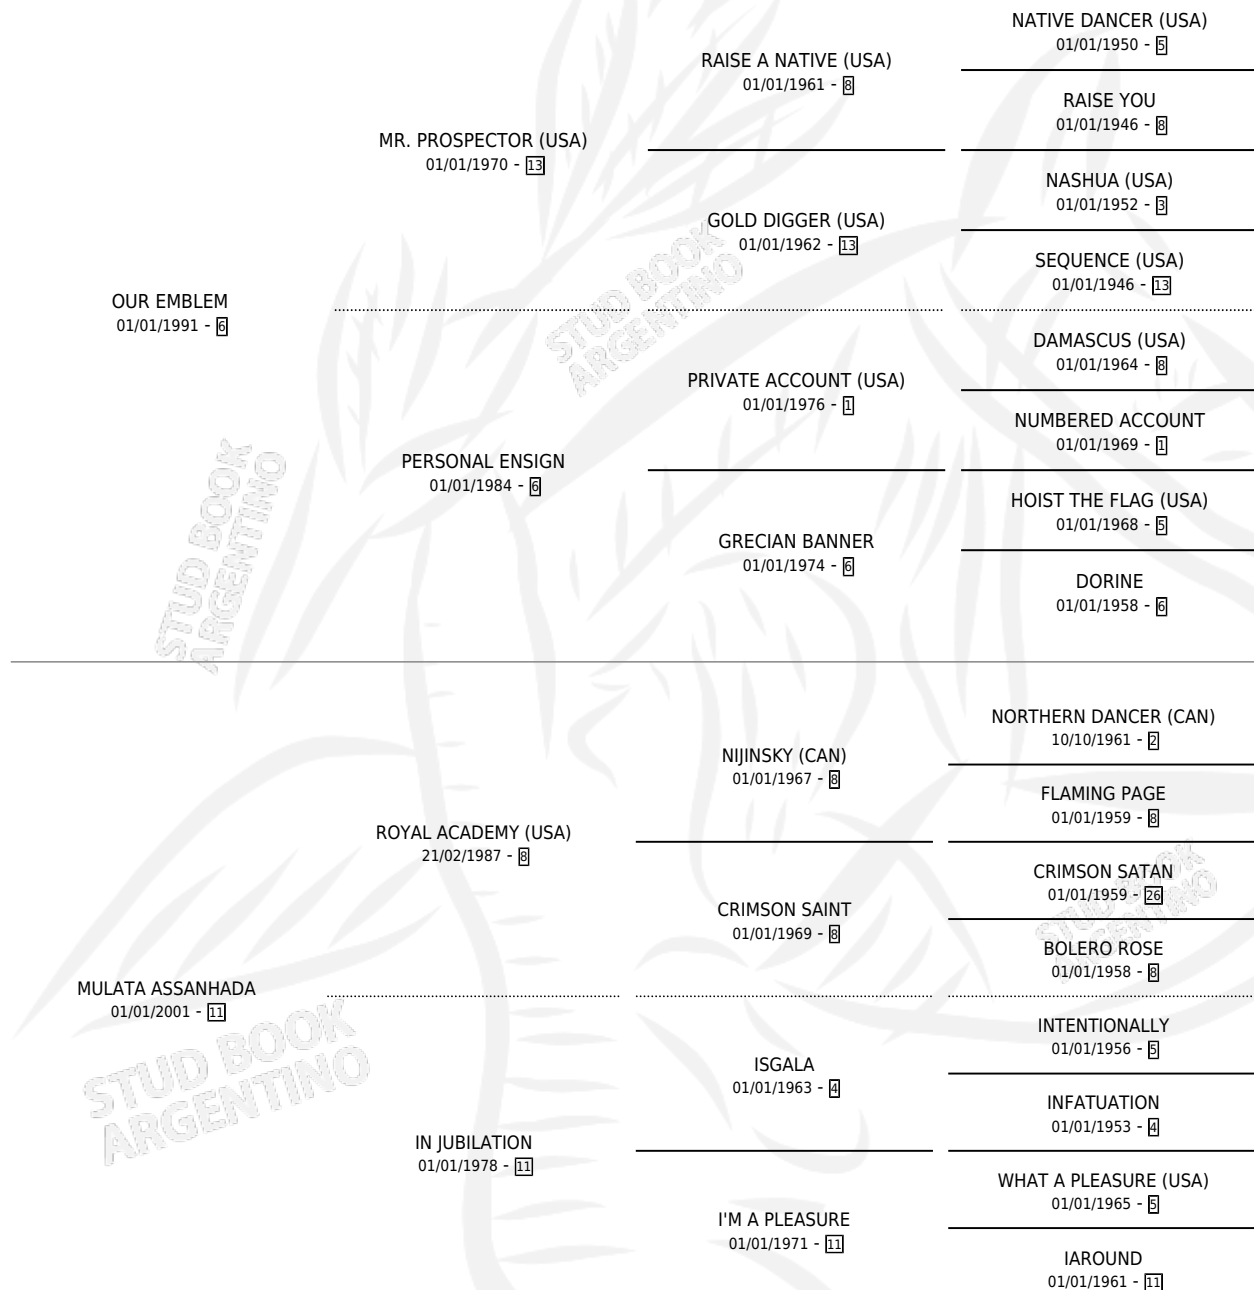 NATIVE DANCER (USA)
01/01/1950 - 5
RAISE A NATIVE (USA)
01/01/1961 - 8
RAISE YOU
01/01/1946 - 8
MR. PROSPECTOR (USA)
01/01/1970 - 13
NASHUA (USA)
01/01/1952 - 3
GOLD DIGGER (USA)
01/01/1962 - 13
SEQUENCE (USA)
01/01/1946 - 13
OUR EMBLEM
01/01/1991 - 6
DAMASCUS (USA)
01/01/1964 - 8
PRIVATE ACCOUNT (USA)
01/01/1976 - 1
NUMBERED ACCOUNT
01/01/1969 - 1
PERSONAL ENSIGN
01/01/1984 - 6
HOIST THE FLAG (USA)
01/01/1968 - 5
GRECIAN BANNER
01/01/1974 - 6
DORINE
01/01/1958 - 6
NORTHERN DANCER (CAN)
10/10/1961 - 2
NIJINSKY (CAN)
01/01/1967 - 8
FLAMING PAGE
01/01/1959 - 8
ROYAL ACADEMY (USA)
21/02/1987 - 8
CRIMSON SATAN
01/01/1959 - 26
CRIMSON SAINT
01/01/1969 - 8
BOLERO ROSE
01/01/1958 - 8
MULATA ASSANHADA
01/01/2001 - 11
INTENTIONALLY
01/01/1956 - 5
ISGALA
01/01/1963 - 4
INFATUATION
01/01/1953 - 4
IN JUBILATION
01/01/1978 - 11
WHAT A PLEASURE (USA)
01/01/1965 - 5
I'M A PLEASURE
01/01/1971 - 11
IAROUND
01/01/1961 - 11
STUD BOOK
ARGENTINO
STUD BOOK
ARGENTINO
STUD BOOK
ARGENTINO
STUD BOOK
ARGENTINO